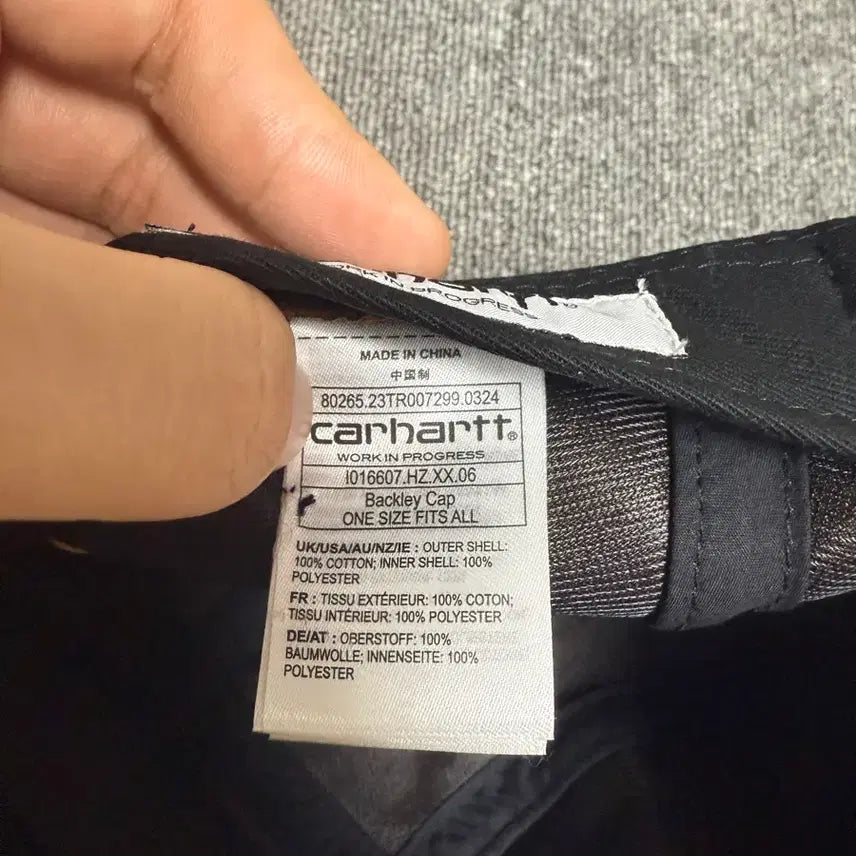 WORK IN PROGRESS
MADE IN CHINA
中国制
80265.23TR007299.0324
carhartt®
WORK IN PROGRESS
I016607.HZ.XX.06
Backley Cap
ONE SIZE FITS ALL
UK/USA/AU/NZ/IE : OUTER SHELL:
100% COTTON; INNER SHELL: 100%
POLYESTER
FR : TISSU EXTÉRIEUR: 100% COTON;
TISSU INTÉRIEUR: 100% POLYESTER
DE/AT : OBERSTOFF: 100%
BAUMWOLLE; INNENSEITE: 100%
POLYESTER